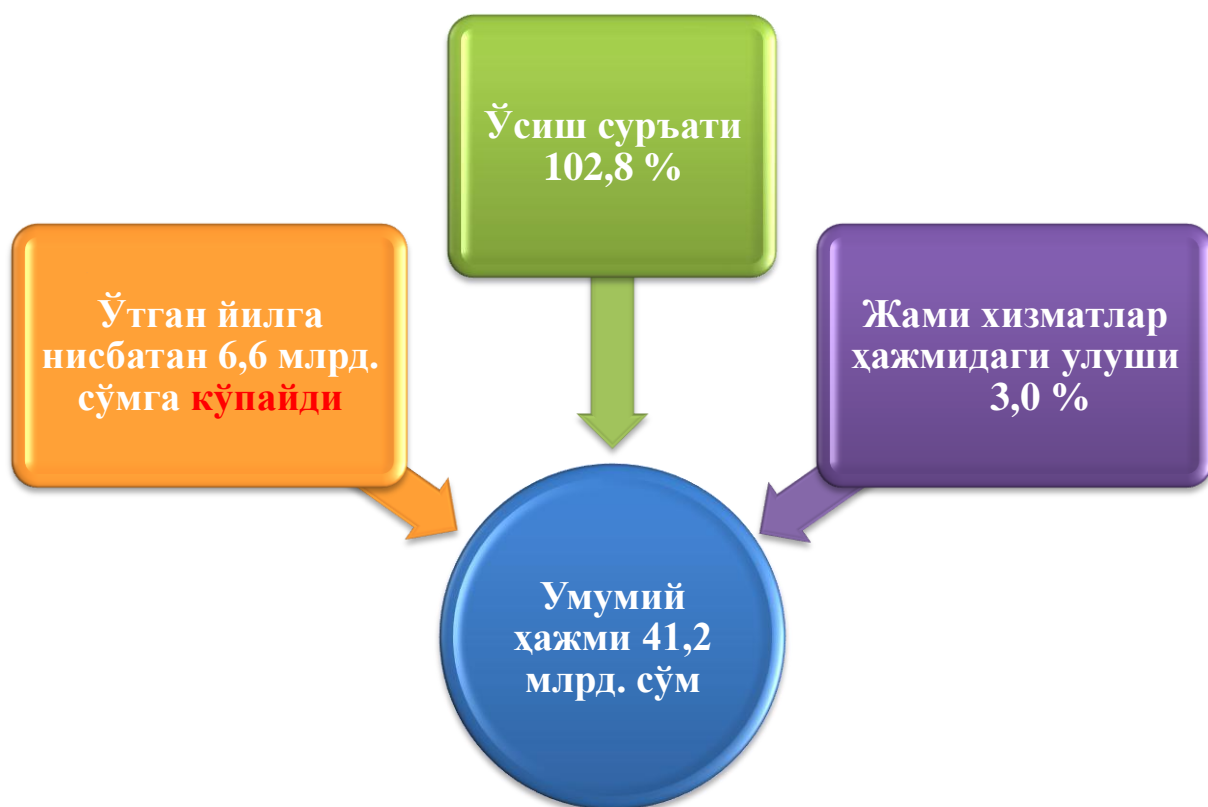 Ўсиш суръати
102,8 %
Ўтган йилга
нисбатан 6,6 млрд.
сўмга кўпайди
Жами хизматлар
ҳажмидаги улуши
3,0 %
Умумий
ҳажми 41,2
млрд. сўм